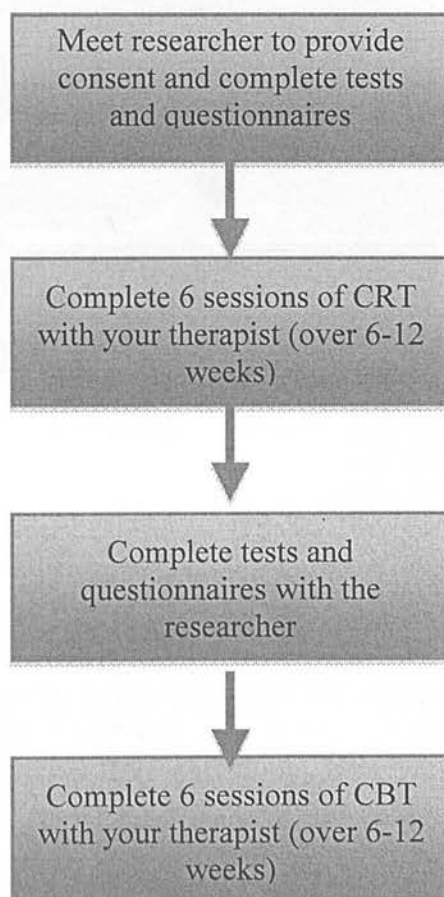 Meet researcher to provide
consent and complete tests
and questionnaires
Complete 6 sessions of CRT
with your therapist (over 6-12
weeks)
Complete tests and
questionnaires with the
researcher
Complete 6 sessions of CBT
with your therapist (over 6-12
weeks)